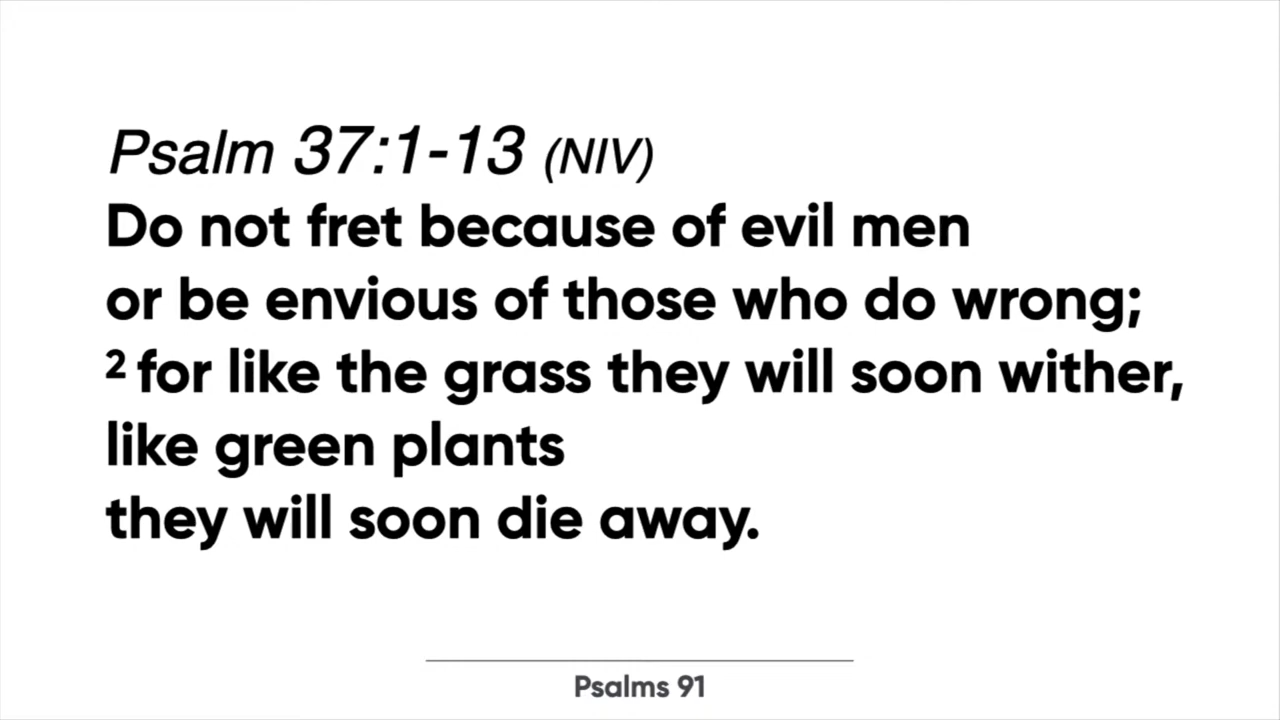 Psalm 37:1-13 (NIV)
Do not fret because of evil men
or be envious of those who do wrong;
2 for like the grass they will soon wither,
like green plants
they will soon die away.
Psalms 91